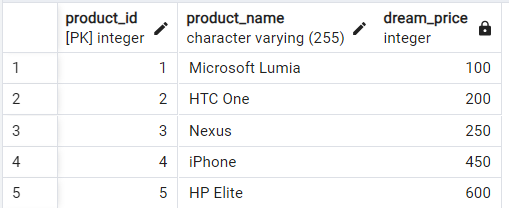 product_id product_name dream_price
[PK] integer character varying (255) integer
1 1 Microsoft Lumia 100
2 2 HTC One 200
3 3 Nexus 250
4 4 iPhone 450
5 5 HP Elite 600